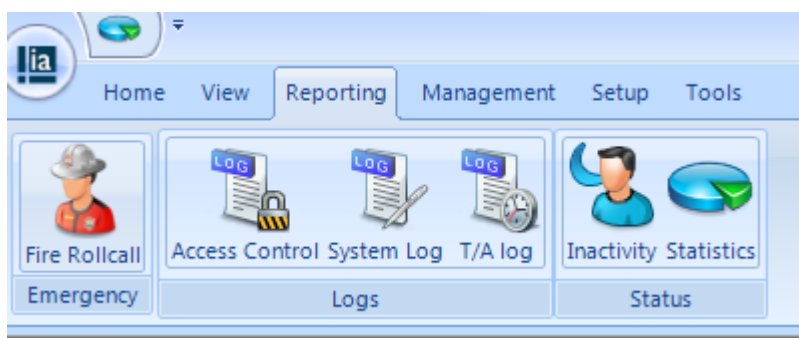 ia
Home View Reporting Management Setup Tools
Fire Rollcall
Emergency
LOG LOG LOG
Access Control System Log T/A log
Logs
Inactivity Statistics
Status